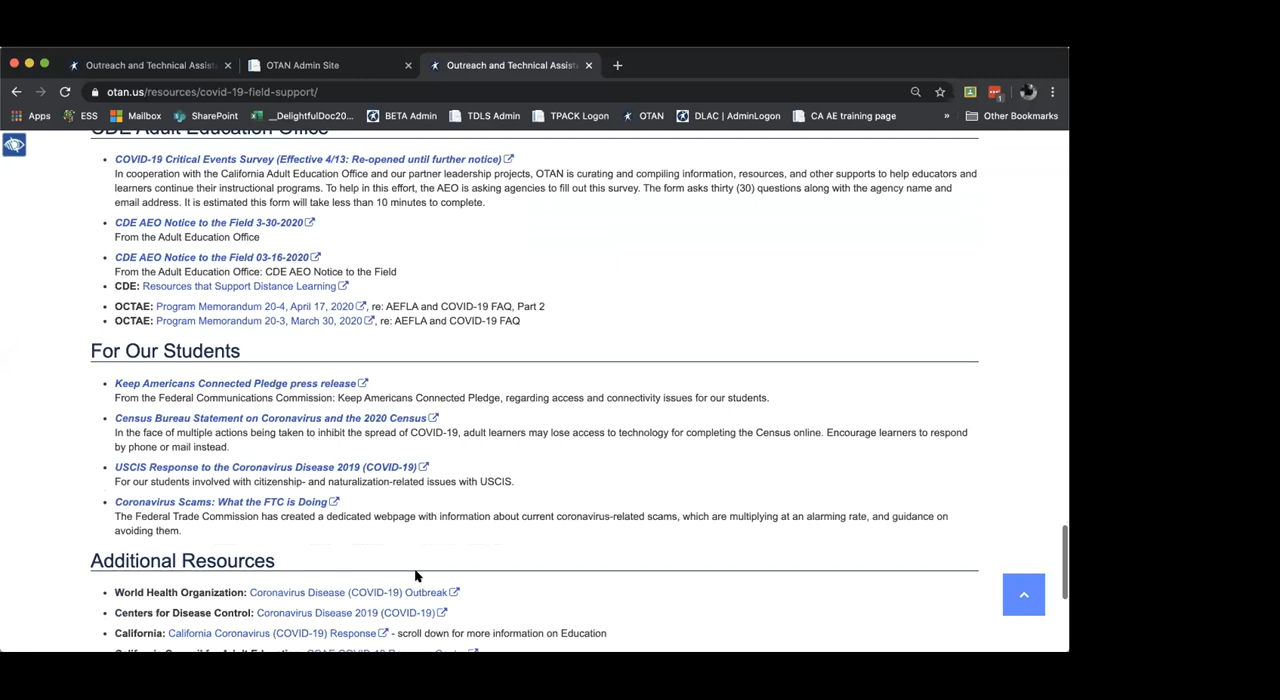 Outreach and Technical Assist
OTAN Admin Site
Outreach and Technical Assist
otan.us/resources/covid-19-field-support/
Apps ESS Mailbox SharePoint _DelightfulDoc20... BETA Admin TDLS Admin TPACK Logon OTAN DLAC | AdminLogon CA AE training page » Other Bookmarks
CDE Adult Education Office
COVID-19 Critical Events Survey (Effective 4/13: Re-opened until further notice)
In cooperation with the California Adult Education Office and our partner leadership projects, OTAN is curating and compiling information, resources, and other supports to help educators and
learners continue their instructional programs. To help in this effort, the AEO is asking agencies to fill out this survey. The form asks thirty (30) questions along with the agency name and
email address. It is estimated this form will take less than 10 minutes to complete.
CDE AEO Notice to the Field 3-30-2020
From the Adult Education Office
CDE AEO Notice to the Field 03-16-2020
From the Adult Education Office: CDE AEO Notice to the Field
CDE: Resources that Support Distance Learning
OCTAE: Program Memorandum 20-4, April 17, 2020, re: AEFLA and COVID-19 FAQ, Part 2
OCTAE: Program Memorandum 20-3, March 30, 2020, re: AEFLA and COVID-19 FAQ
For Our Students
Keep Americans Connected Pledge press release
From the Federal Communications Commission: Keep Americans Connected Pledge, regarding access and connectivity issues for our students.
Census Bureau Statement on Coronavirus and the 2020 Census
In the face of multiple actions being taken to inhibit the spread of COVID-19, adult learners may lose access to technology for completing the Census online. Encourage learners to respond
by phone or mail instead.
USCIS Response to the Coronavirus Disease 2019 (COVID-19)
For our students involved with citizenship- and naturalization-related issues with USCIS.
Coronavirus Scams: What the FTC is Doing
The Federal Trade Commission has created a dedicated webpage with information about current coronavirus-related scams, which are multiplying at an alarming rate, and guidance on
avoiding them.
Additional Resources
World Health Organization: Coronavirus Disease (COVID-19) Outbreak
Centers for Disease Control: Coronavirus Disease 2019 (COVID-19)
California: California Coronavirus (COVID-19) Response - scroll down for more information on Education